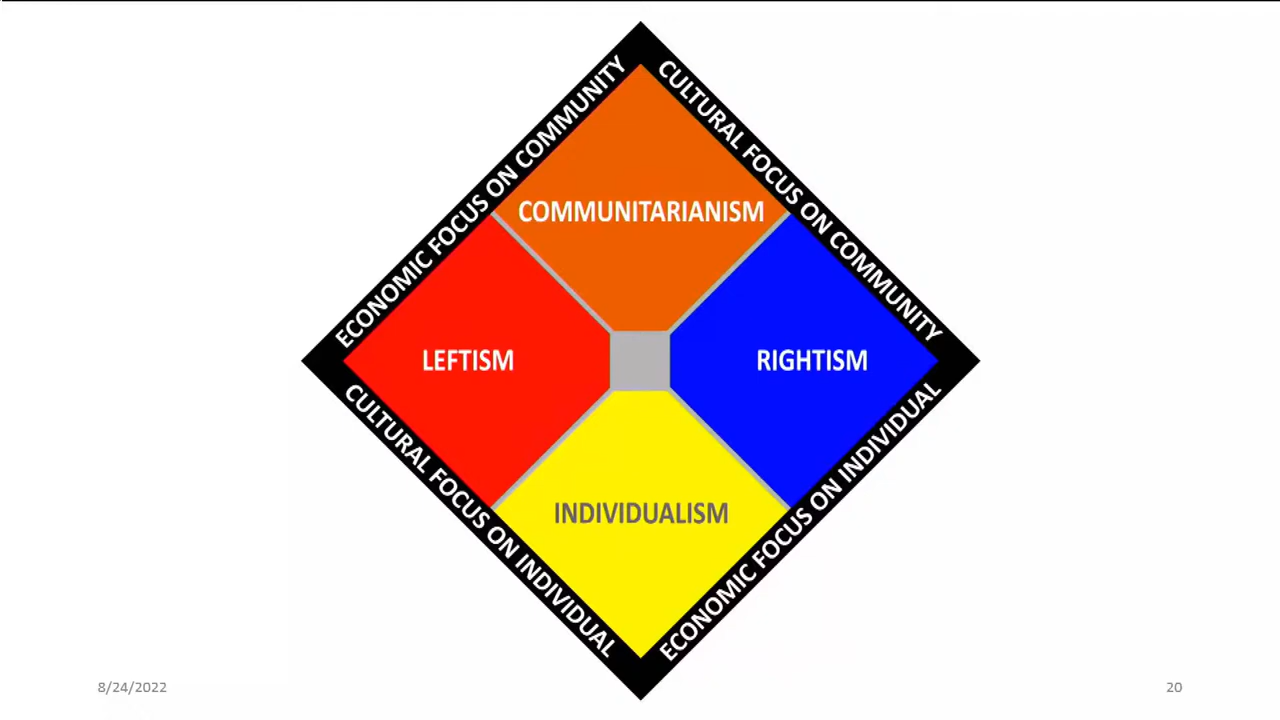 ECONOMIC FOCUS ON COMMUNITY
CULTURAL FOCUS ON COMMUNITY
COMMUNITARIANISM
LEFTISM
RIGHTISM
INDIVIDUALISM
CULTURAL FOCUS ON INDIVIDUAL
ECONOMIC FOCUS ON INDIVIDUAL
8/24/2022
20